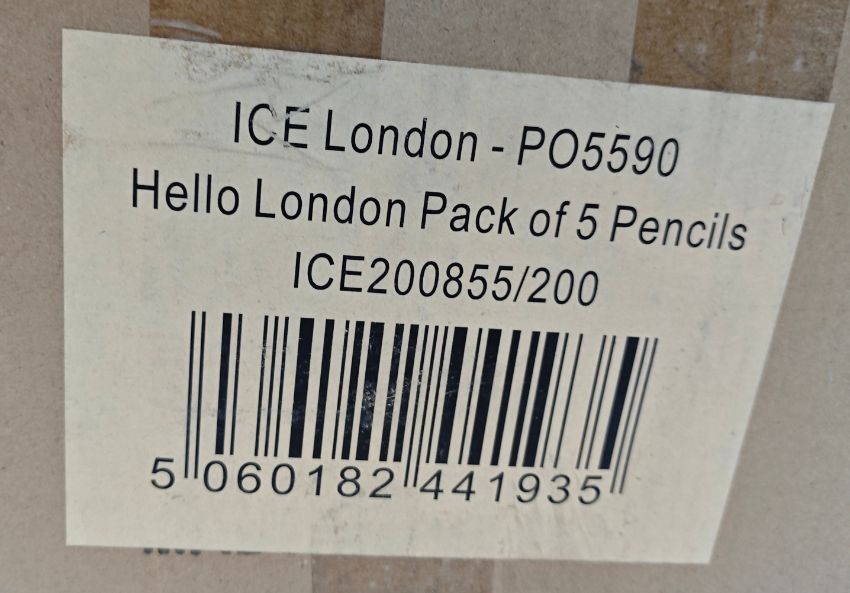 ICE London - PO5590
Hello London Pack of 5 Pencils
ICE200855/200
5 060182 441935